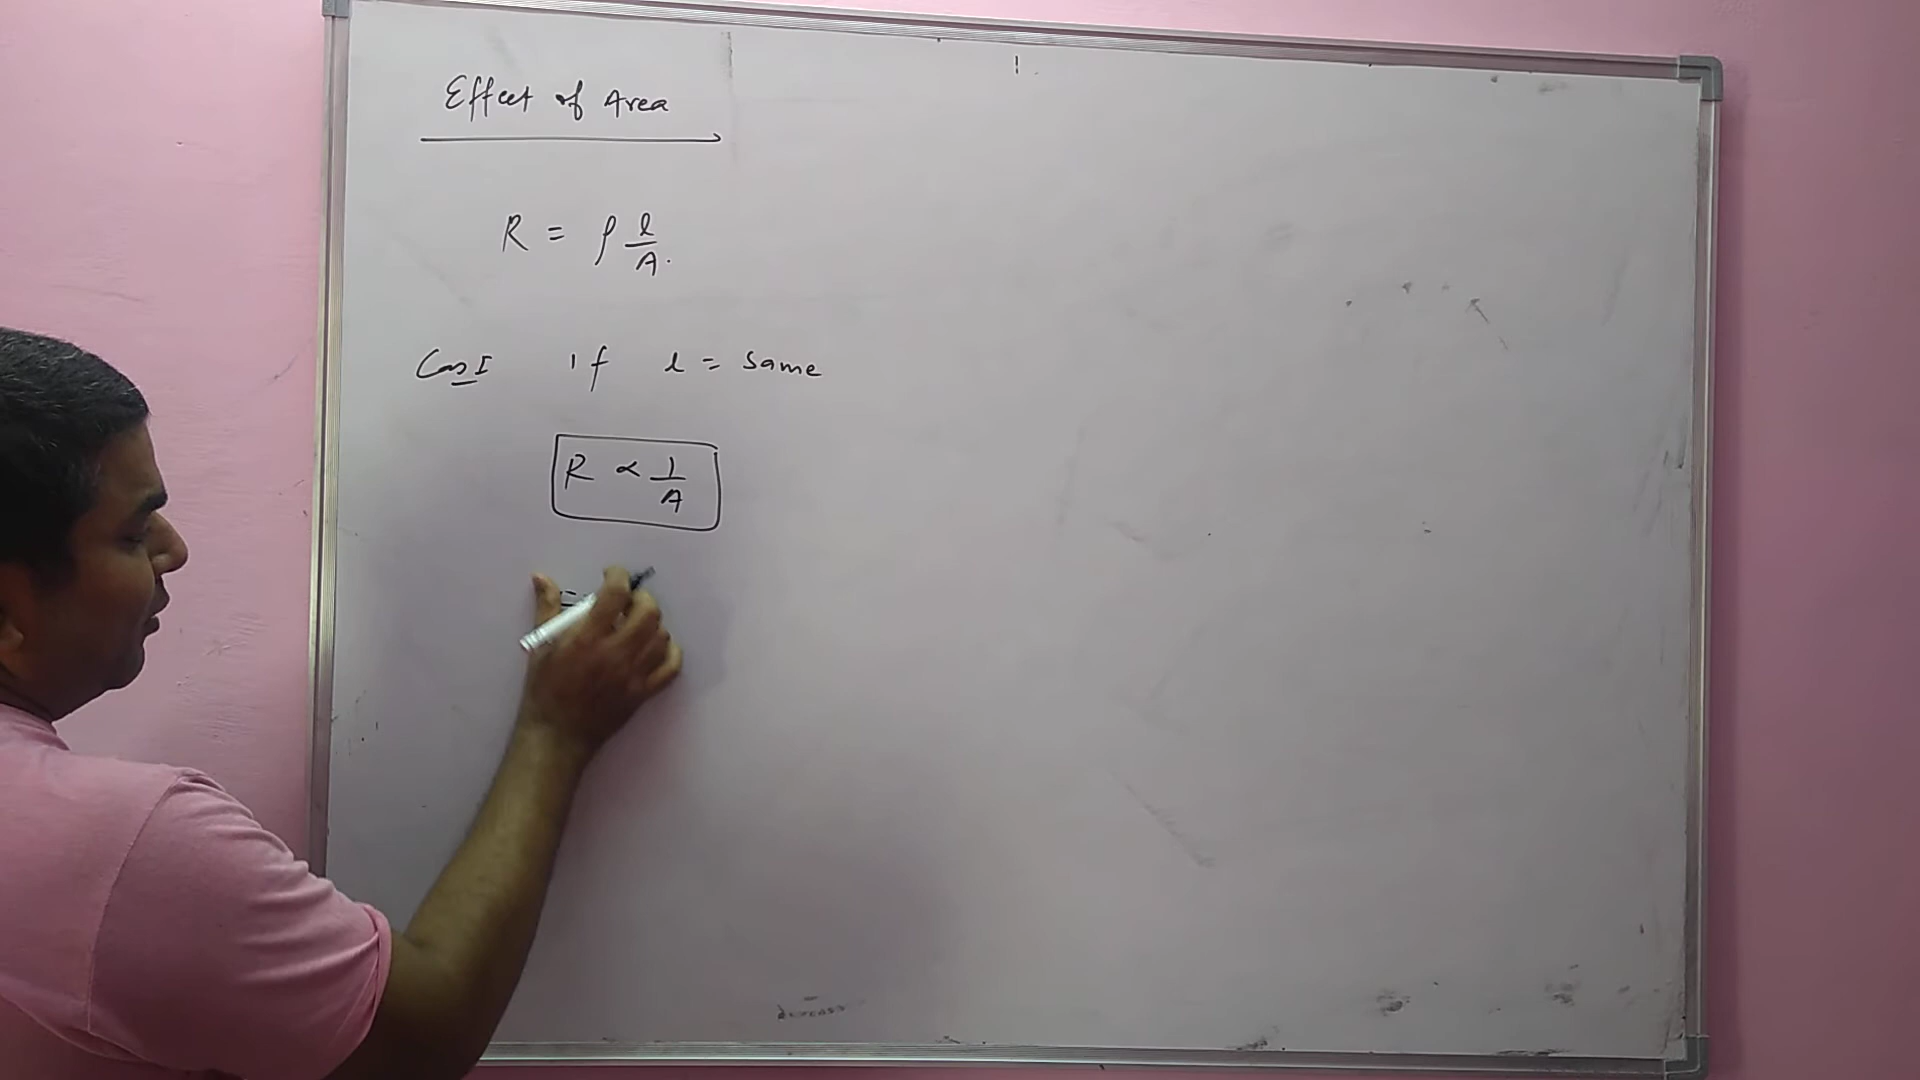 Effect of Area
R = ρ l/A.
Case I if l = same
R ∝ 1/A
=